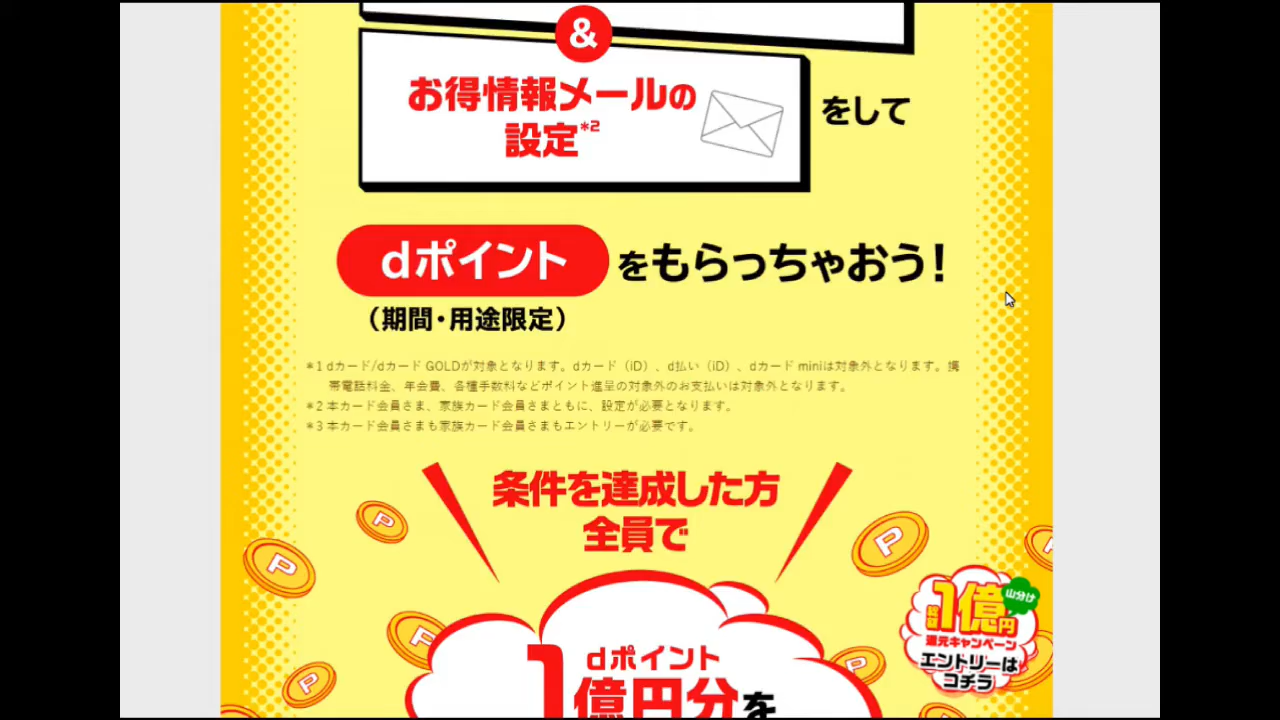 &
お得情報メールの
設定*2
をして
dポイント
をもらっちゃおう!
(期間・用途限定)
*1 dカード/dカード GOLDが対象となります。dカード(iD)、d払い(iD)、dカード miniは対象外となります。携
帯電話料金、年会費、各種手数料などポイント進呈の対象外のお支払いは対象外となります。
*2 本カード会員さま、家族カード会員さまともに、設定が必要となります。
*3 本カード会員さまも家族カード会員さまもエントリーが必要です。
条件を達成した方
全員で
dポイント
1億円分を
山分け
総額1億円
還元キャンペーン
エントリーは
コチラ
P
P
P
P
P
P